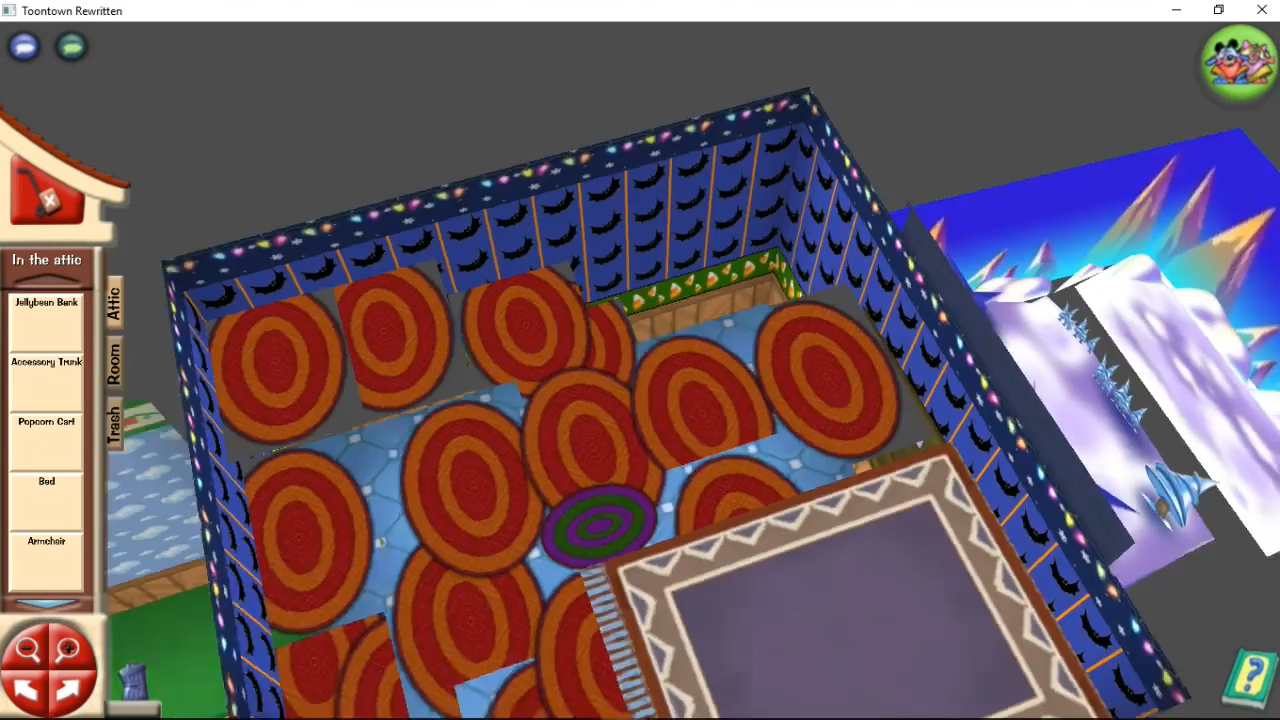 Toontown Rewritten
In the attic
Jellybean Bank
Accessory Trunk
Popcorn Cart
Bed
Armchair
Attic
Room
Trash
?